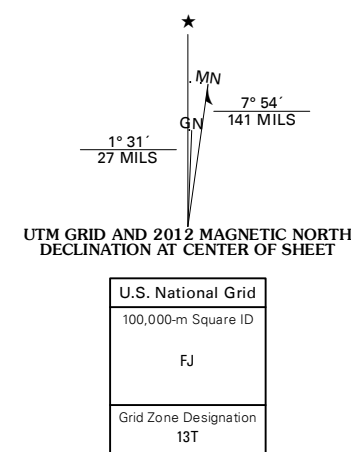 ★
MN
GN
7° 54´
141 MILS
1° 31´
27 MILS
UTM GRID AND 2012 MAGNETIC NORTH
DECLINATION AT CENTER OF SHEET
U.S. National Grid
100,000-m Square ID
FJ
Grid Zone Designation
13T